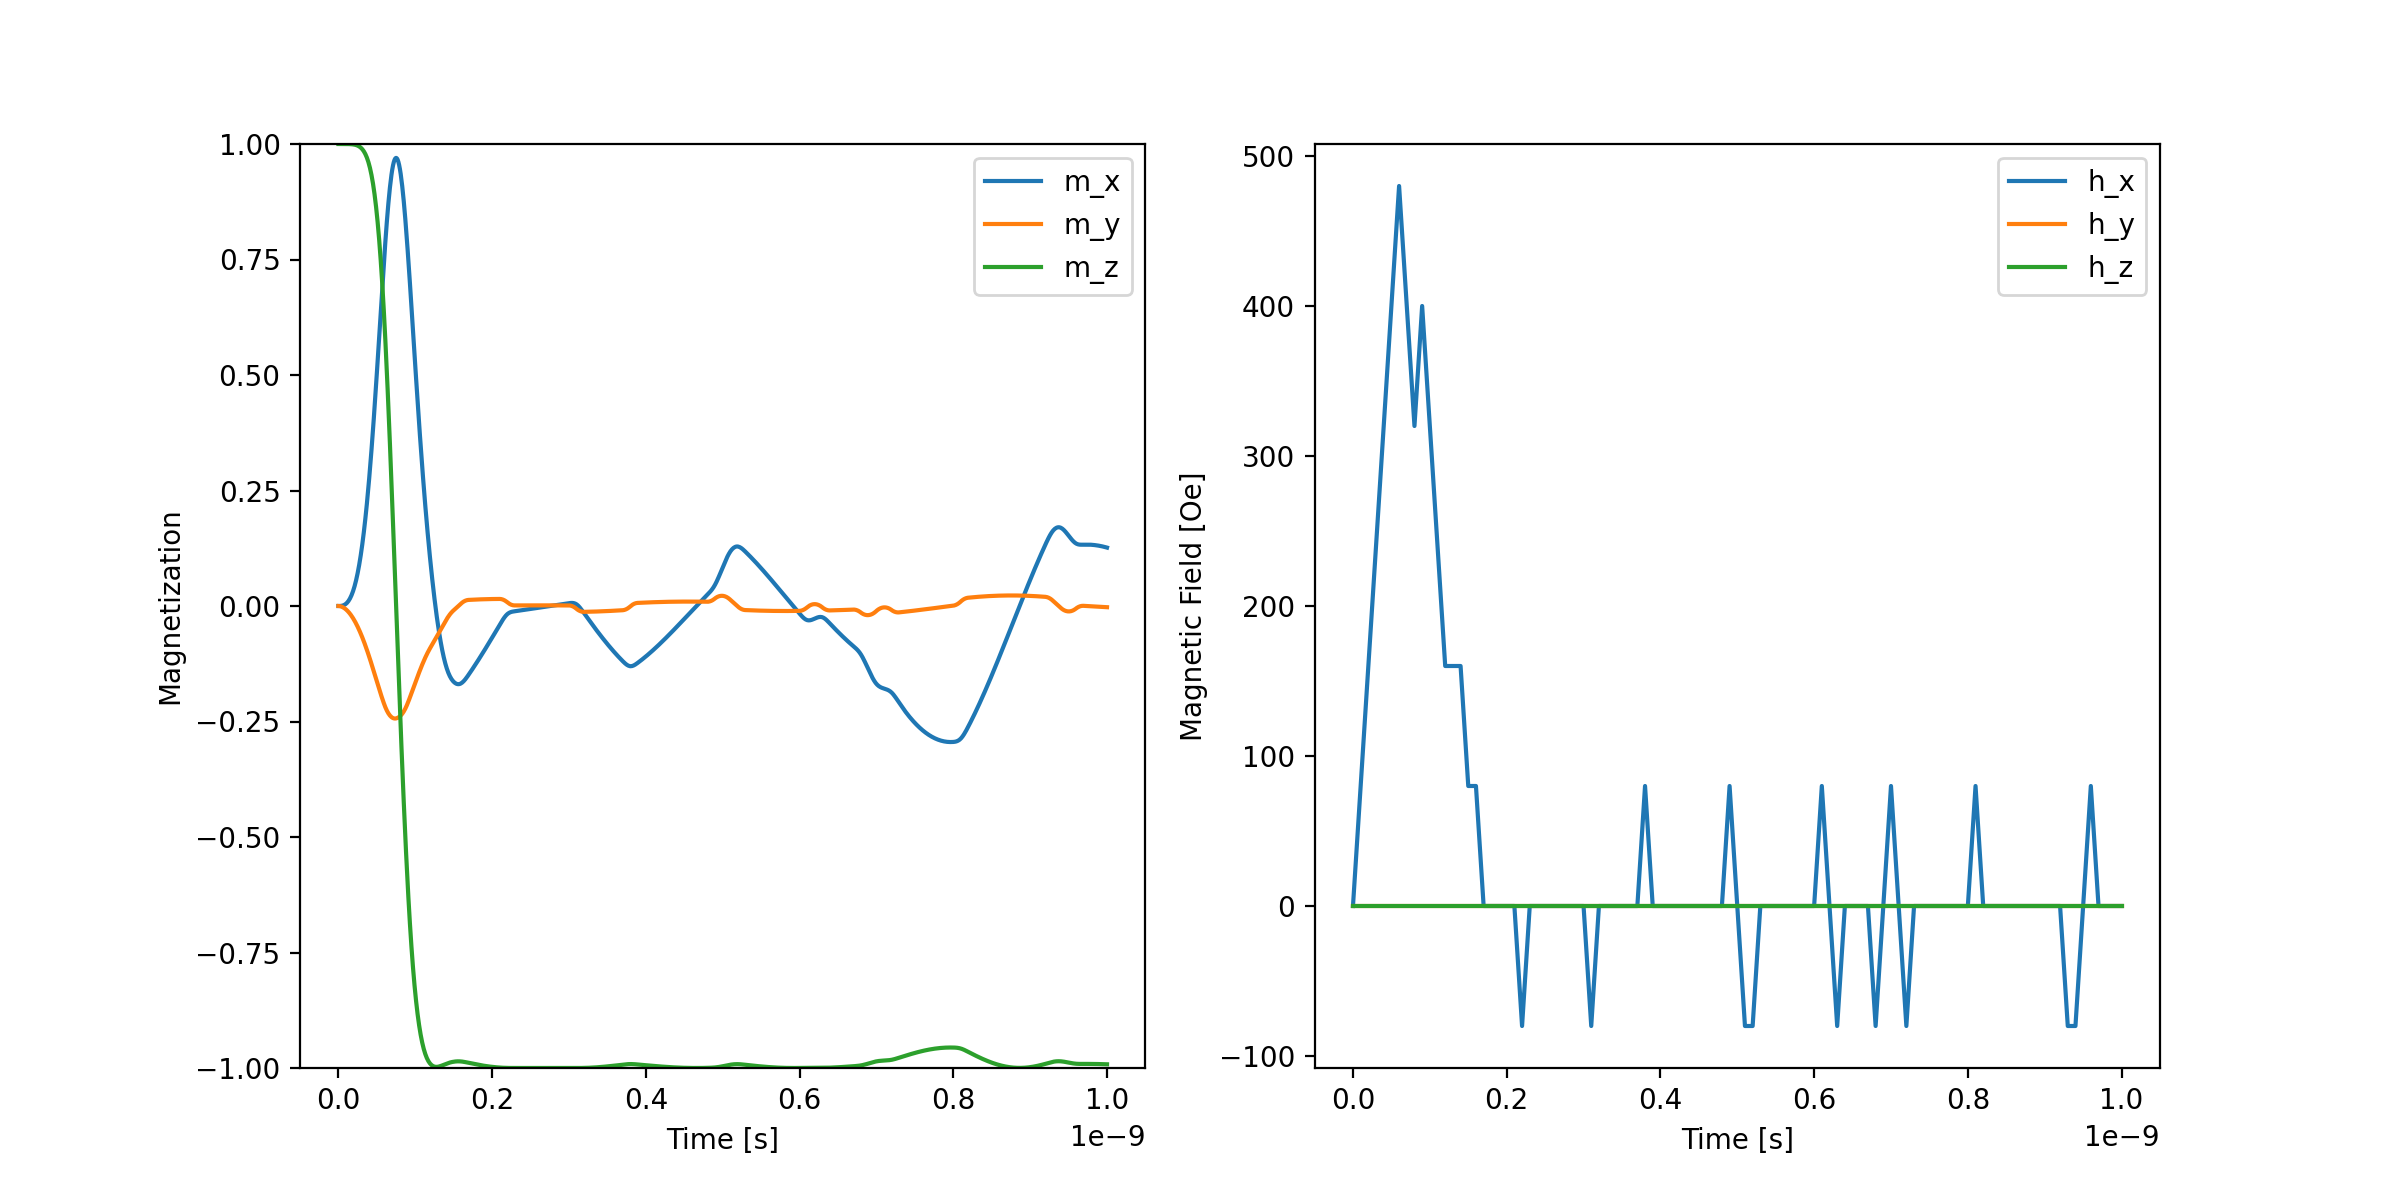 1.00
0.75
0.50
0.25
0.00
−0.25
−0.50
−0.75
−1.00
Magnetization
m_x
m_y
m_z
0.0 0.2 0.4 0.6 0.8 1.0
1e−9
Time [s]
500
400
300
200
100
0
−100
Magnetic Field [Oe]
h_x
h_y
h_z
0.0 0.2 0.4 0.6 0.8 1.0
1e−9
Time [s]